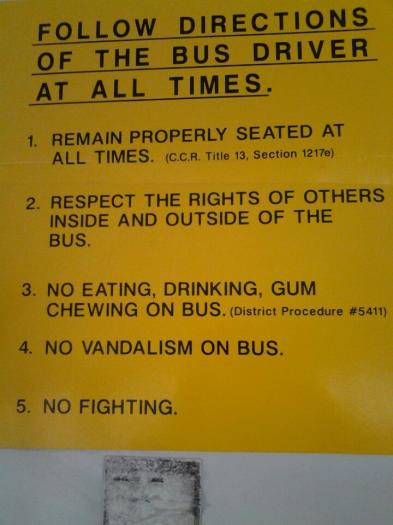 FOLLOW DIRECTIONS
OF THE BUS DRIVER
AT ALL TIMES.
1. REMAIN PROPERLY SEATED AT
ALL TIMES. (C.C.R. Title 13, Section 1217e)
2. RESPECT THE RIGHTS OF OTHERS
INSIDE AND OUTSIDE OF THE
BUS.
3. NO EATING, DRINKING, GUM
CHEWING ON BUS. (District Procedure #5411)
4. NO VANDALISM ON BUS.
5. NO FIGHTING.